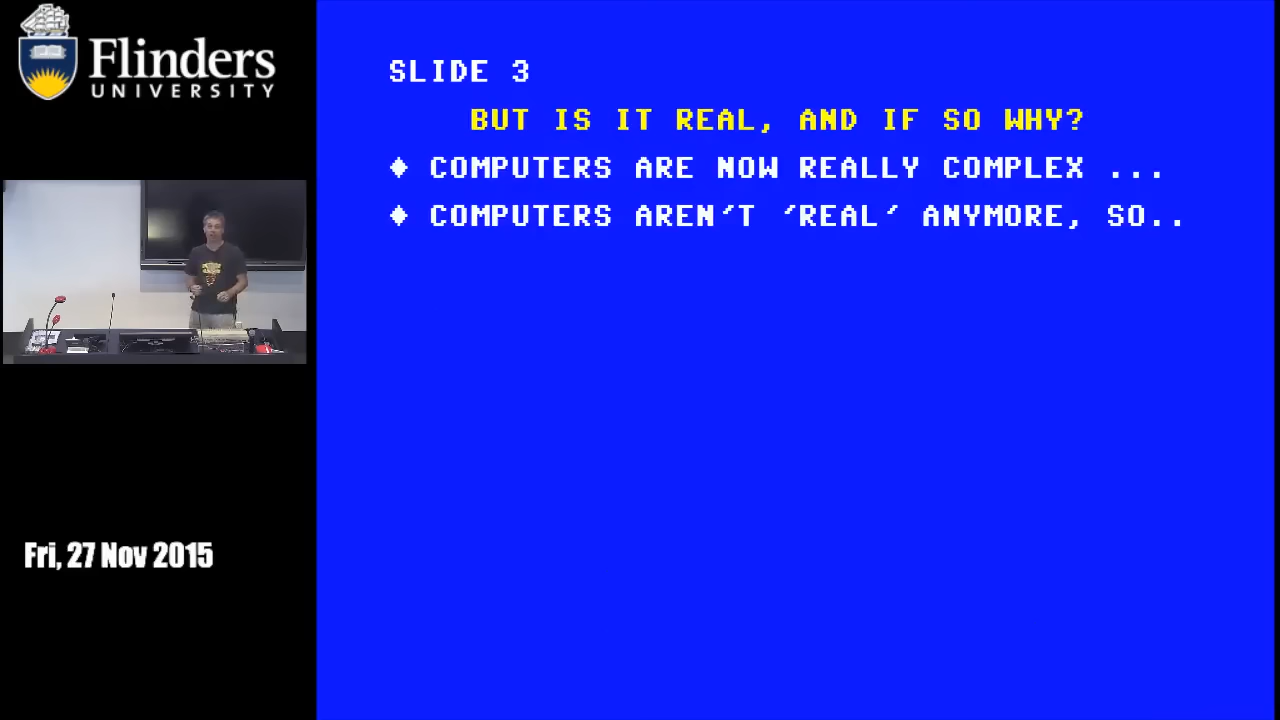 Flinders
UNIVERSITY
SLIDE 3
BUT IS IT REAL, AND IF SO WHY?
♦ COMPUTERS ARE NOW REALLY COMPLEX ...
♦ COMPUTERS AREN'T 'REAL' ANYMORE, SO..
Fri, 27 Nov 2015